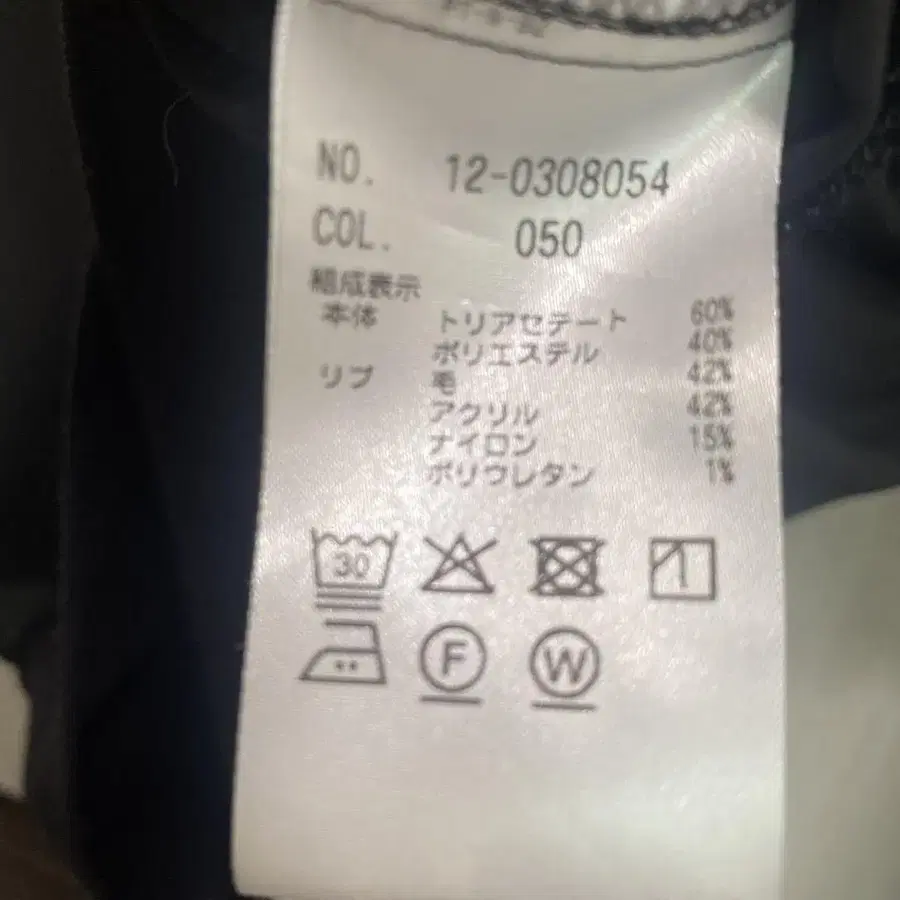 NO. 12-0308054
COL. 050
組成表示
本体 トリアセテート 60%
ポリエステル 40%
リブ 毛 42%
アクリル 42%
ナイロン 15%
ポリウレタン 1%
30
F W